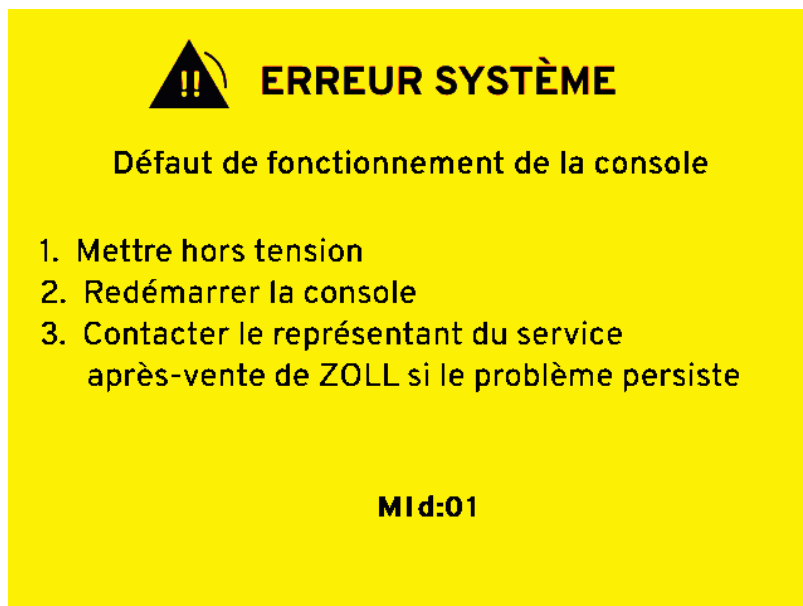 !!
ERREUR SYSTÈME
Défaut de fonctionnement de la console
1. Mettre hors tension
2. Redémarrer la console
3. Contacter le représentant du service
après-vente de ZOLL si le problème persiste
MId:01